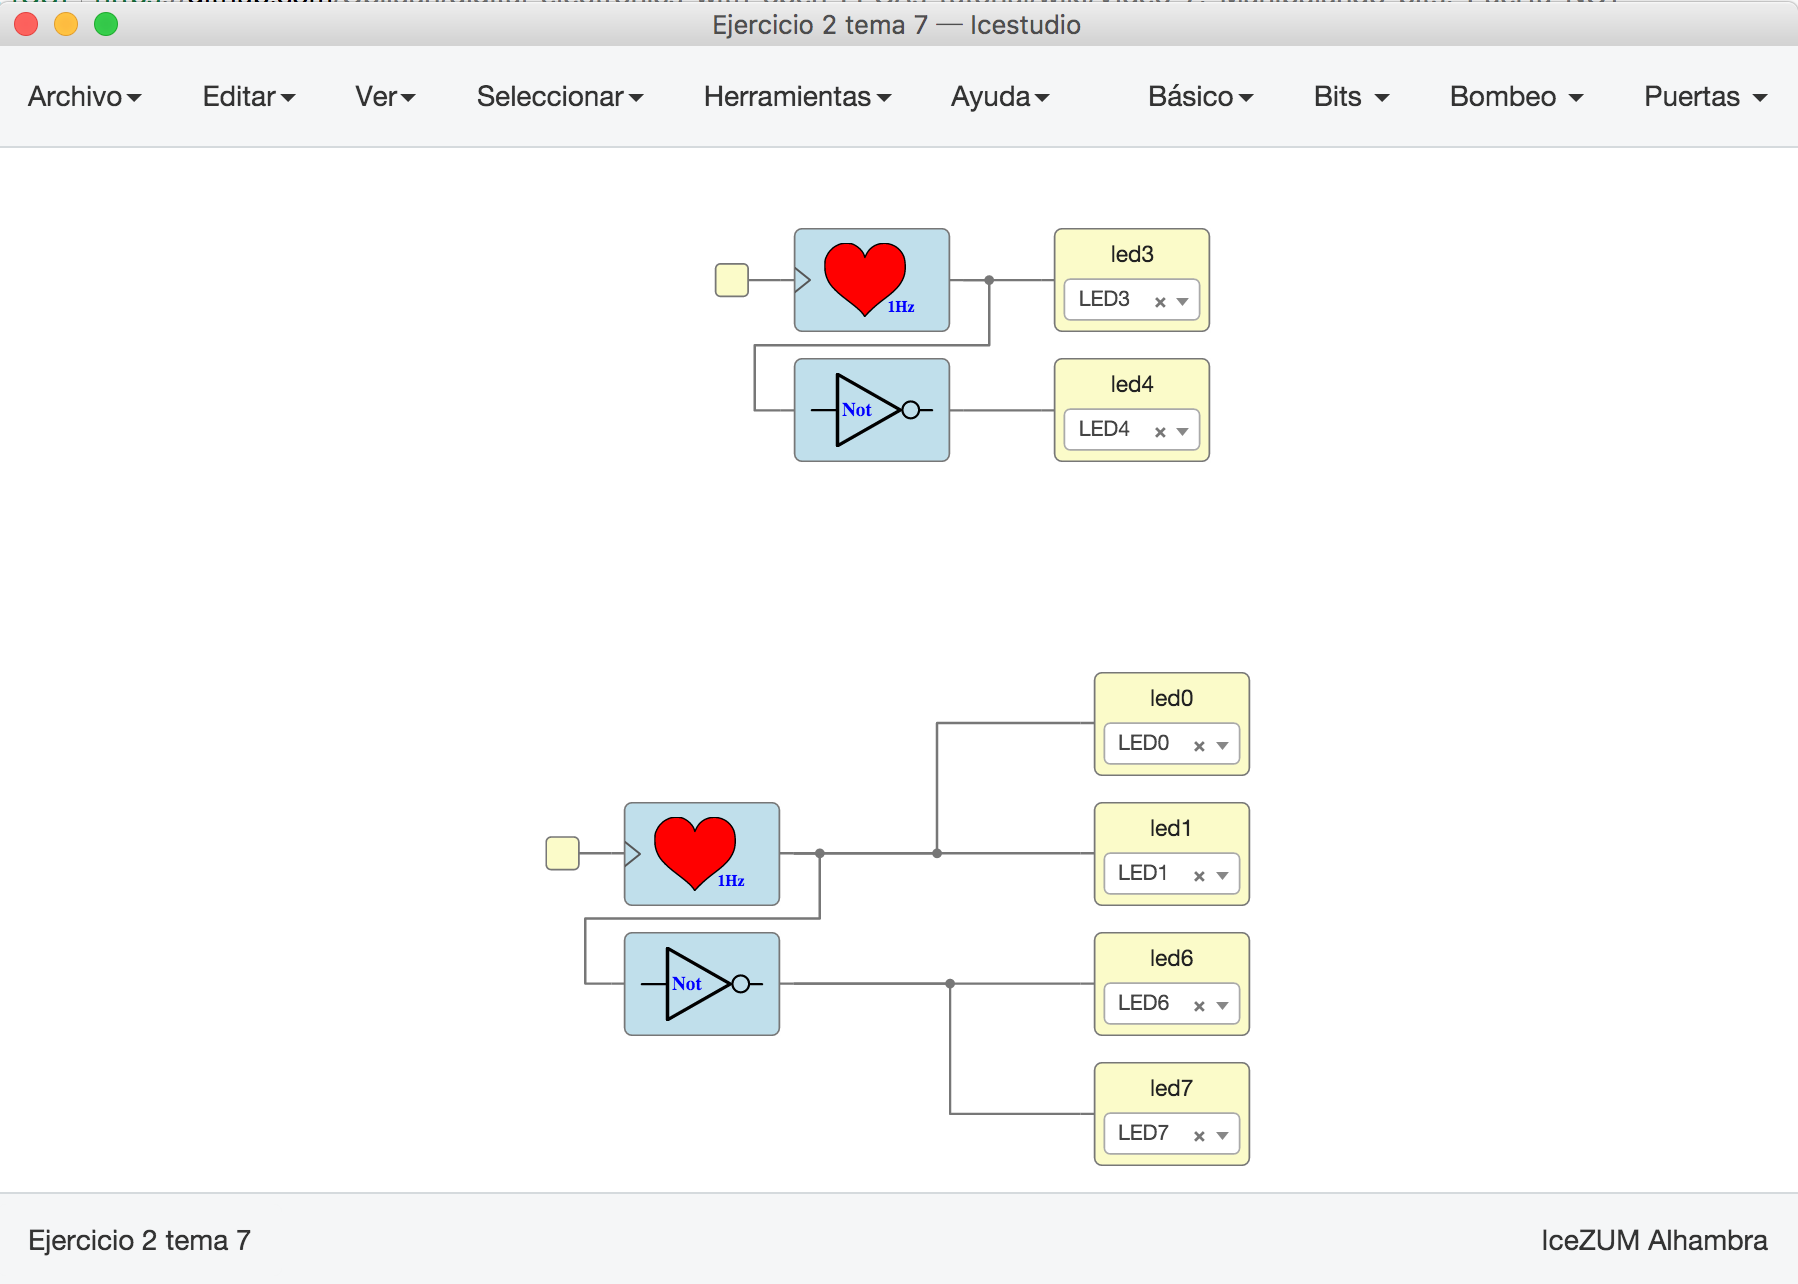 Ejercicio 2 tema 7 — Icestudio
Archivo Editar Ver Seleccionar Herramientas Ayuda Básico Bits Bombeo Puertas
1Hz
led3
LED3
Not
led4
LED4
led0
LED0
1Hz
led1
LED1
Not
led6
LED6
led7
LED7
Ejercicio 2 tema 7 IceZUM Alhambra